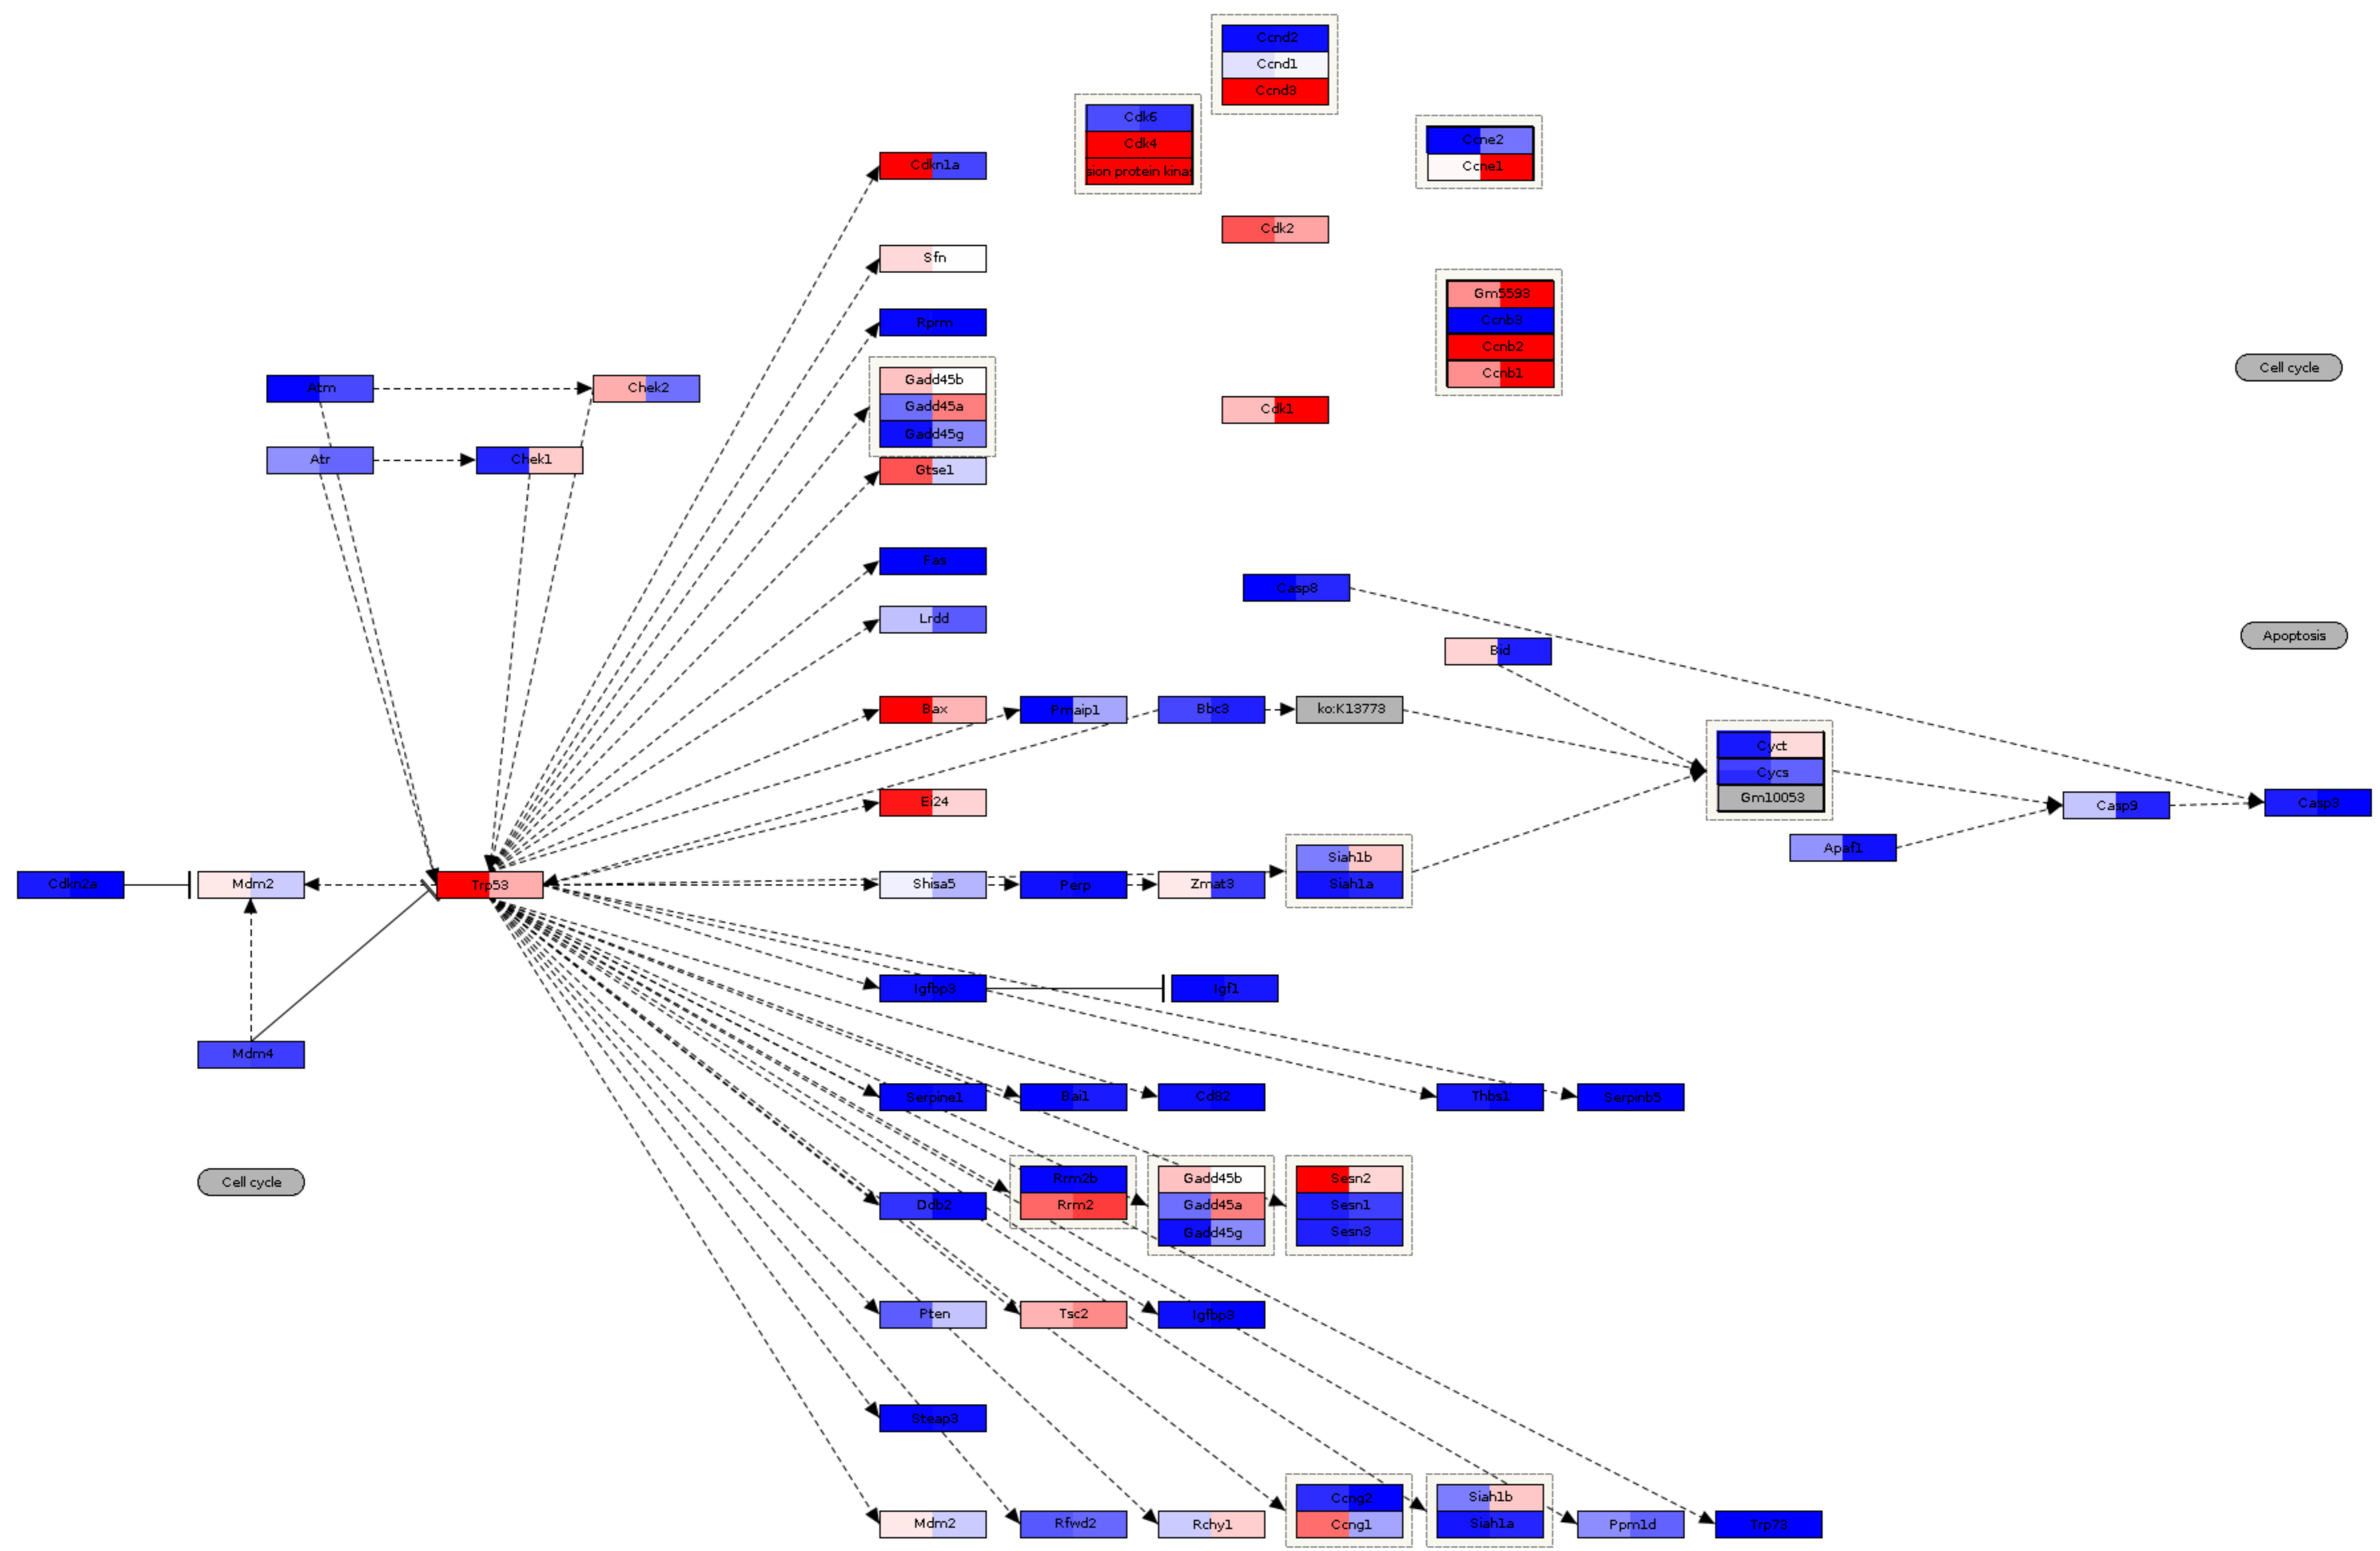 Ccnd2
Ccnd1
Ccnd3
Cdk6
Cdk4
sion protein kinas
Ccne2
Ccne1
Cdkn1a
Cdk2
Sfn
Gm5593
Ccnb3
Ccnb2
Ccnb1
Rprm
Cell cycle
Atm
Chek2
Gadd45b
Gadd45a
Gadd45g
Cdk1
Atr
Chek1
Gtse1
Fas
Casp8
Lrdd
Apoptosis
Bid
Bax
Pmaip1
Bbc3
ko:K13773
Cyct
Cycs
Gm10053
Ei24
Casp9
Casp3
Apaf1
Siah1b
Siah1a
Cdkn2a
Mdm2
Trp53
Shisa5
Perp
Zmat3
Igfbp3
Igf1
Mdm4
Serpine1
Bai1
Cd82
Thbs1
Serpinb5
Cell cycle
Rrm2b
Rrm2
Gadd45b
Gadd45a
Gadd45g
Sesn2
Sesn1
Sesn3
Ddb2
Pten
Tsc2
Igfbp3
Steap3
Mdm2
Rfwd2
Rchy1
Ccng2
Ccng1
Siah1b
Siah1a
Ppm1d
Trp73